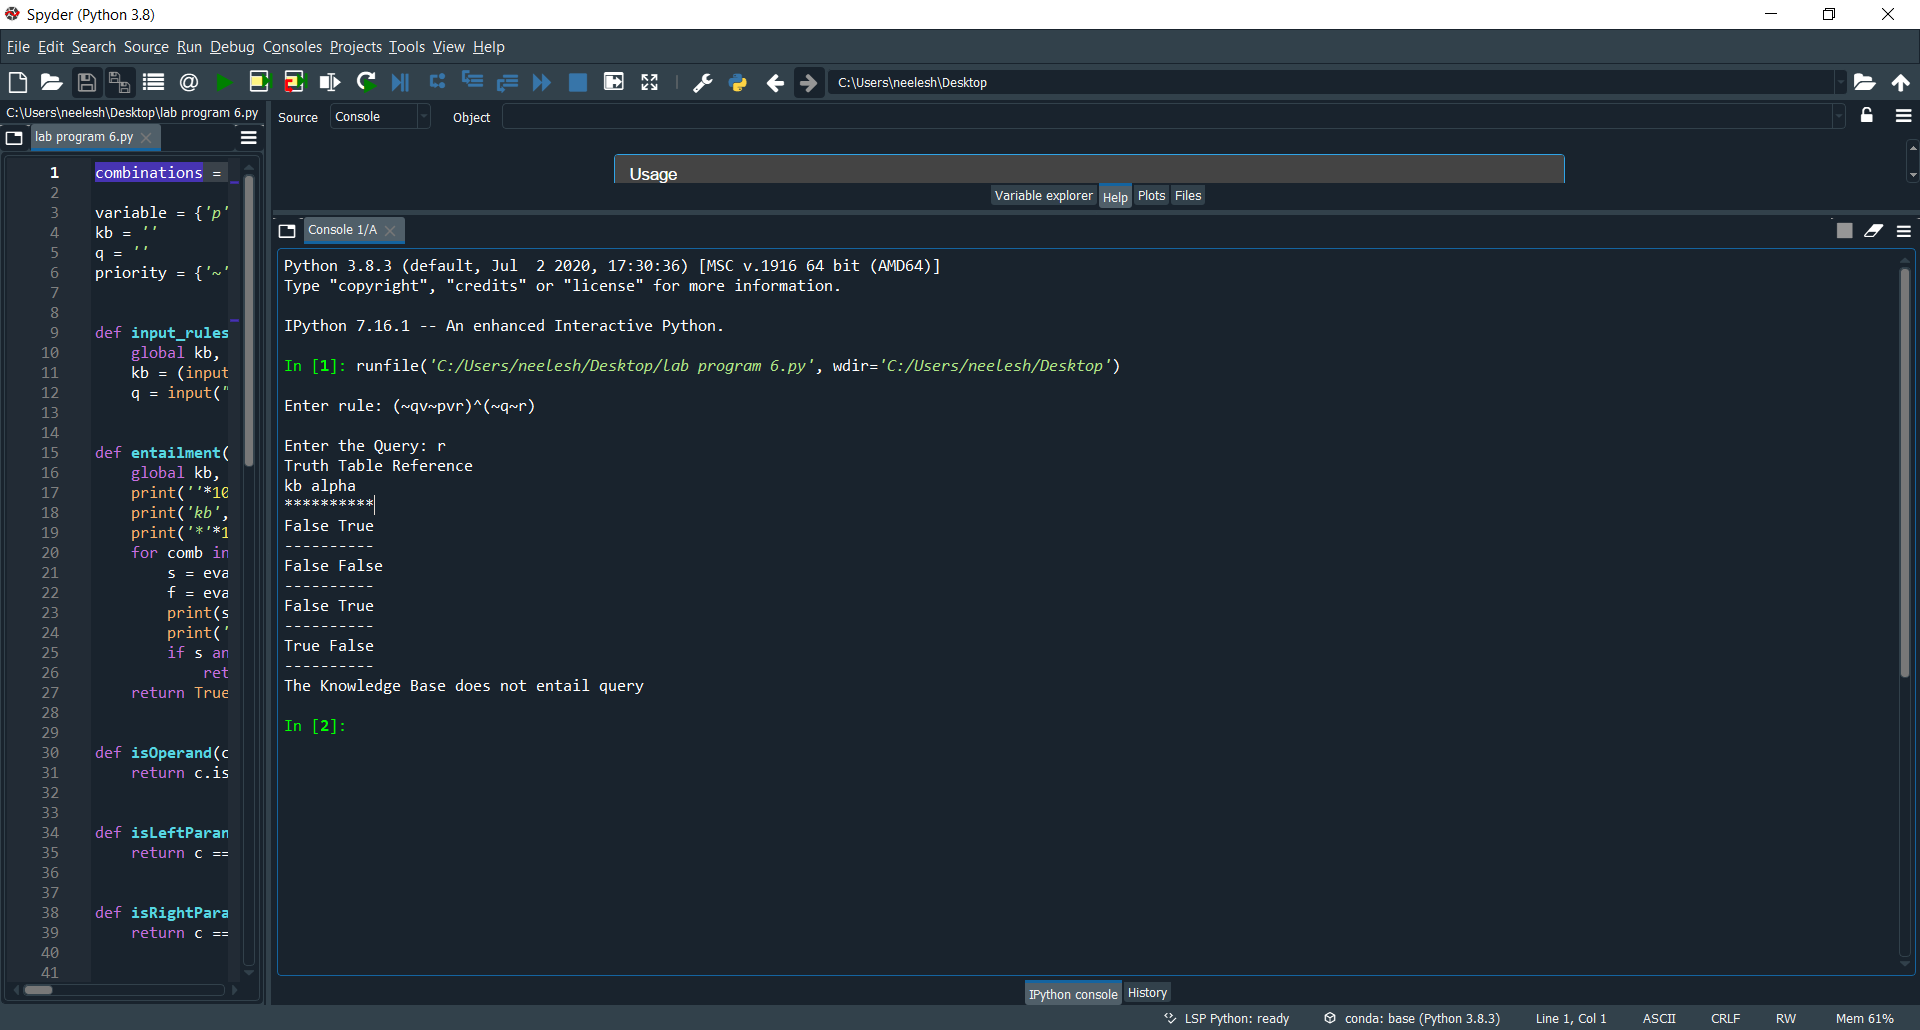 Spyder (Python 3.8)
File Edit Search Source Run Debug Consoles Projects Tools View Help
C:\Users\neelesh\Desktop
C:\Users\neelesh\Desktop\lab program 6.py
lab program 6.py
1 combinations =
2
3 variable = {'p'
4 kb = ''
5 q = ''
6 priority = {'~'
7
8
9 def input_rules
10 global kb,
11 kb = (input
12 q = input("
13
14
15 def entailment(
16 global kb,
17 print(''*10
18 print('kb',
19 print('*'*1
20 for comb in
21 s = eva
22 f = eva
23 print(s
24 print('
25 if s an
26 ret
27 return True
28
29
30 def isOperand(c
31 return c.is
32
33
34 def isLeftParan
35 return c ==
36
37
38 def isRightPara
39 return c ==
40
41
Source Console Object
Usage
Variable explorer Help Plots Files
Console 1/A
Python 3.8.3 (default, Jul  2 2020, 17:30:36) [MSC v.1916 64 bit (AMD64)]
Type "copyright", "credits" or "license" for more information.
IPython 7.16.1 -- An enhanced Interactive Python.
In [1]: runfile('C:/Users/neelesh/Desktop/lab program 6.py', wdir='C:/Users/neelesh/Desktop')
Enter rule: (~qv~pvr)^(~q~r)
Enter the Query: r
Truth Table Reference
kb alpha
**********
False True
----------
False False
----------
False True
----------
True False
----------
The Knowledge Base does not entail query
In [2]:
IPython console History
LSP Python: ready conda: base (Python 3.8.3) Line 1, Col 1 ASCII CRLF RW Mem 61%